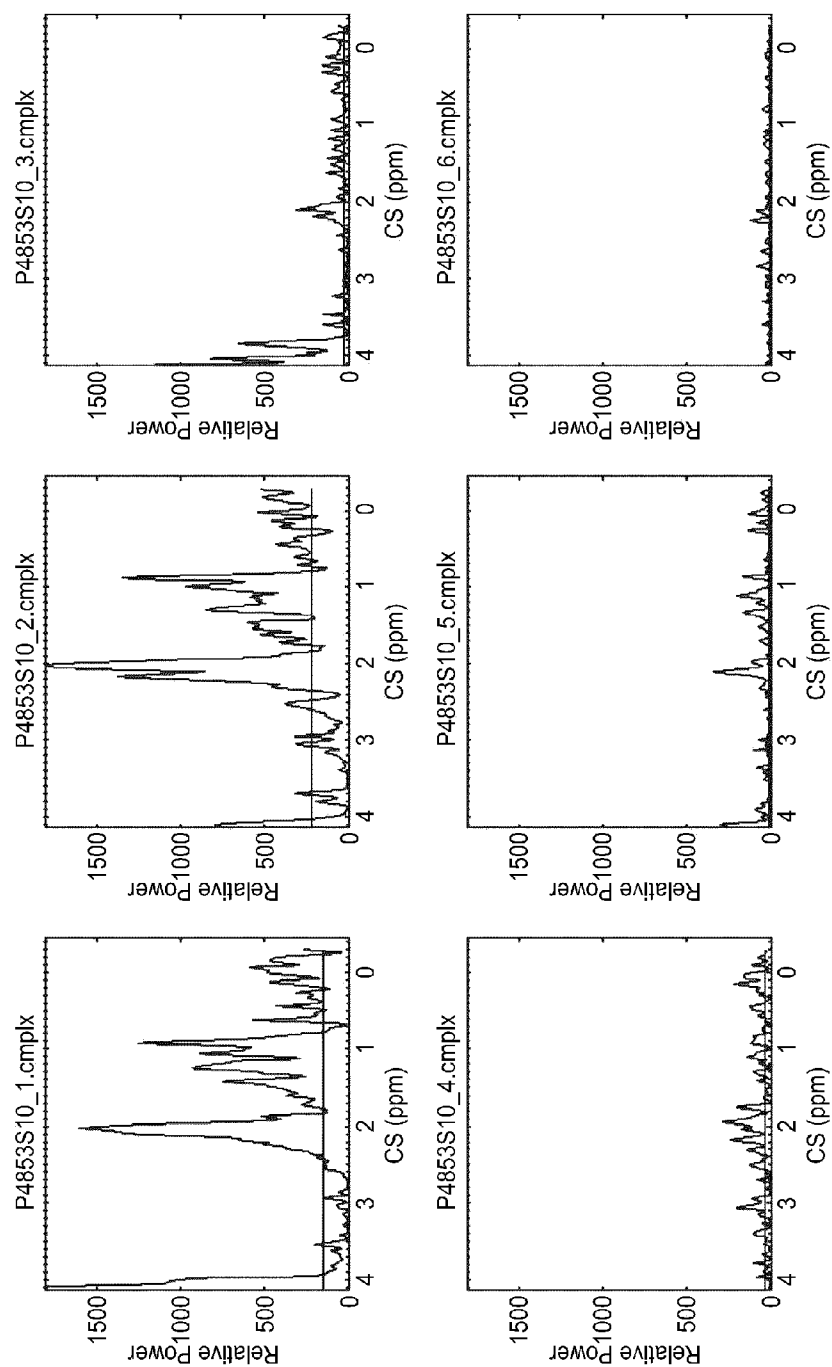 P4853S10_1.cmplx
Relative Power
1500
1000
500
0
4 3 2 1 0
CS (ppm)
P4853S10_2.cmplx
Relative Power
1500
1000
500
0
4 3 2 1 0
CS (ppm)
P4853S10_3.cmplx
Relative Power
1500
1000
500
0
4 3 2 1 0
CS (ppm)
P4853S10_4.cmplx
Relative Power
1500
1000
500
0
4 3 2 1 0
CS (ppm)
P4853S10_5.cmplx
Relative Power
1500
1000
500
0
4 3 2 1 0
CS (ppm)
P4853S10_6.cmplx
Relative Power
1500
1000
500
0
4 3 2 1 0
CS (ppm)